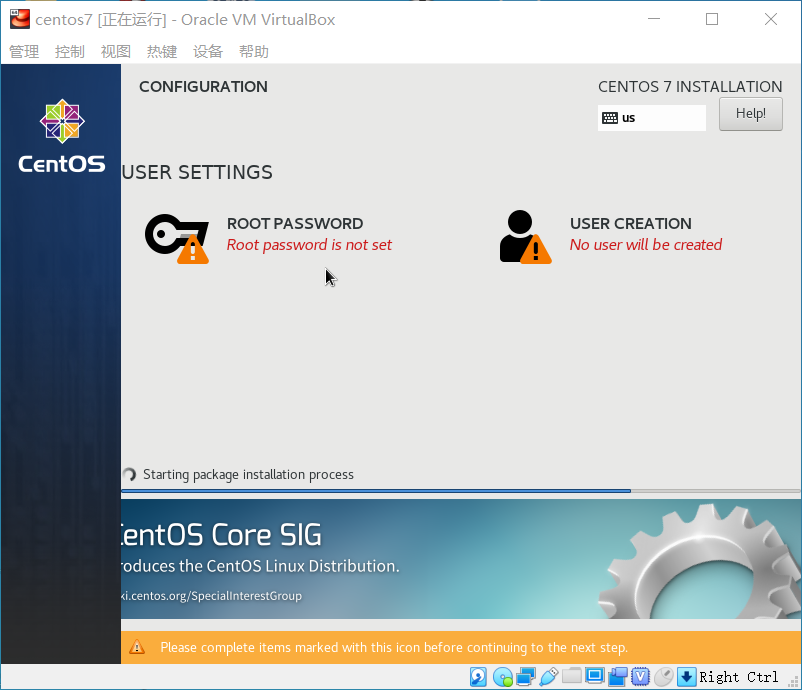 centos7 [正在运行] - Oracle VM VirtualBox
管理 控制 视图 热键 设备 帮助
CentOS
CONFIGURATION
CENTOS 7 INSTALLATION
us
Help!
USER SETTINGS
ROOT PASSWORD
Root password is not set
USER CREATION
No user will be created
Starting package installation process
CentOS Core SIG
roduces the CentOS Linux Distribution.
ki.centos.org/SpecialInterestGroup
Please complete items marked with this icon before continuing to the next step.
V
Right Ctrl